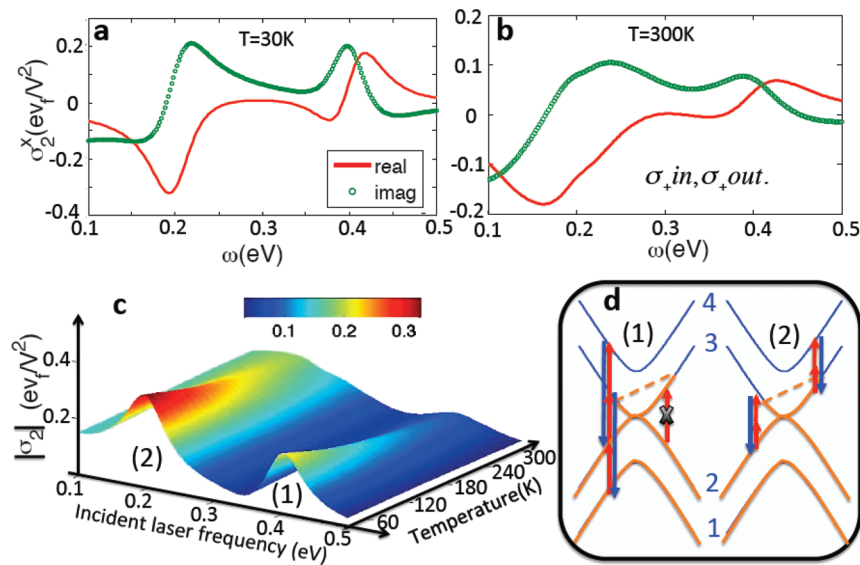 a T=30K
σ₂ˣ(ev_f/V²)
0.2
0
-0.2
-0.4
real
imag
0.1 0.2 0.3 0.4 0.5
ω(eV)
b T=300K
0.2
0.1
0
-0.1
-0.2
σ₊in,σ₊out.
0.1 0.2 0.3 0.4 0.5
ω(eV)
c
0.1 0.2 0.3
|σ₂| (ev_f/V²)
0.4
0.2
(2)
(1)
0.1 0.2 0.3 0.4 0.5
Incident laser frequency (eV)
60 120 180 240 300
Temperature(K)
d
(1) 4 (2)
3
X
2
1